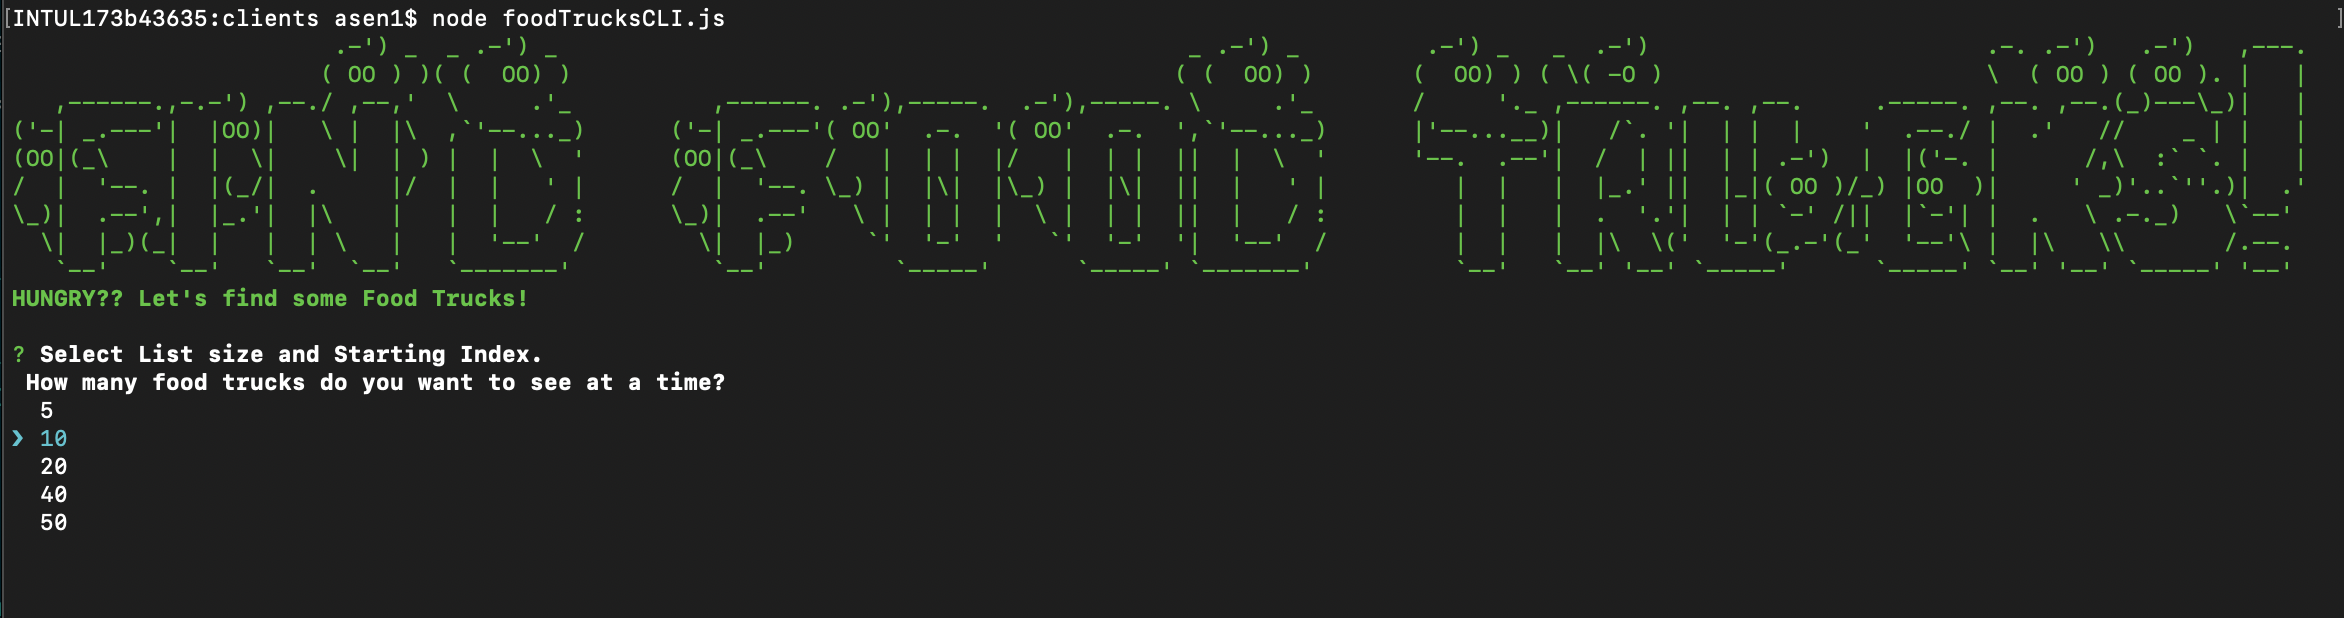 [INTUL173b43635:clients asen1$ node foodTrucksCLI.js ]
FIND FOOD TRUCKS!
HUNGRY?? Let's find some Food Trucks!
? Select List size and Starting Index.
How many food trucks do you want to see at a time?
5
❯ 10
20
40
50